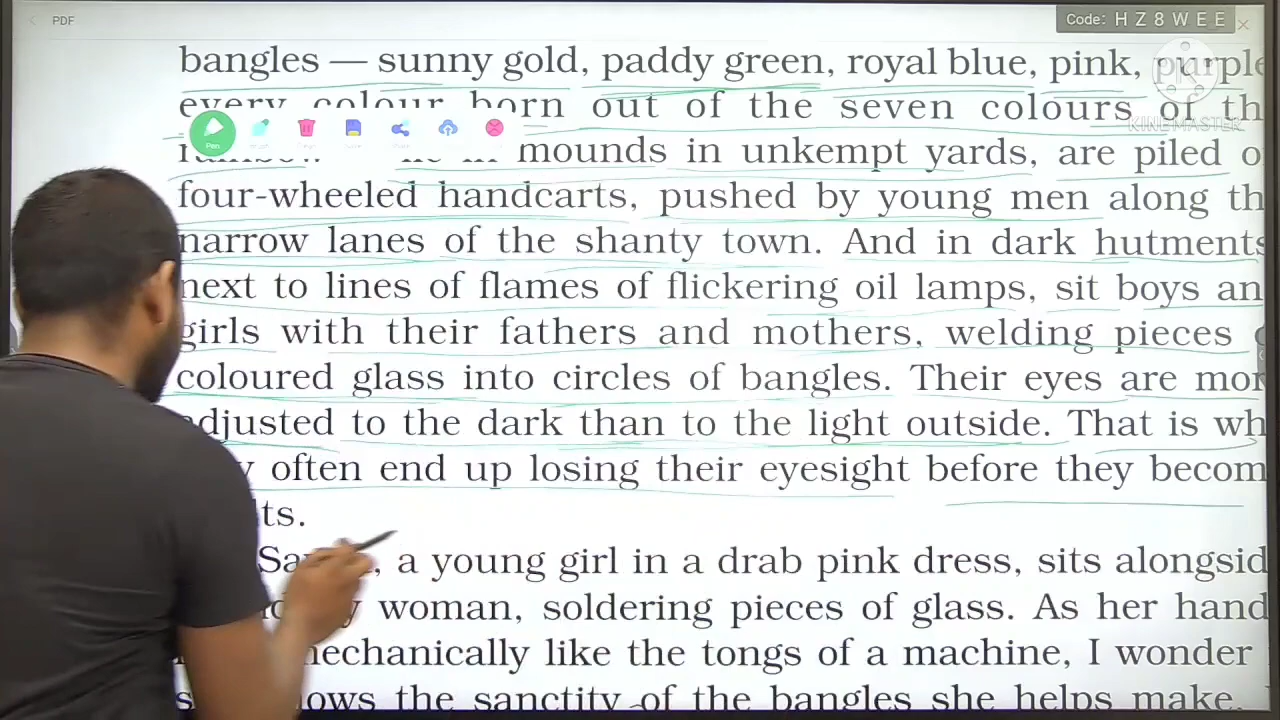 PDF
Code: HZ8WEE
bangles — sunny gold, paddy green, royal blue, pink, purple
every colour born out of the seven colours of th
mounds in unkempt yards, are piled o
four-wheeled handcarts, pushed by young men along th
narrow lanes of the shanty town. And in dark hutments
next to lines of flames of flickering oil lamps, sit boys an
girls with their fathers and mothers, welding pieces
coloured glass into circles of bangles. Their eyes are mor
adjusted to the dark than to the light outside. That is wh
often end up losing their eyesight before they becom
lts.
a young girl in a drab pink dress, sits alongsid
woman, soldering pieces of glass. As her hand
mechanically like the tongs of a machine, I wonder
the sanctity of the bangles she helps make.
Pen
KINEMASTER